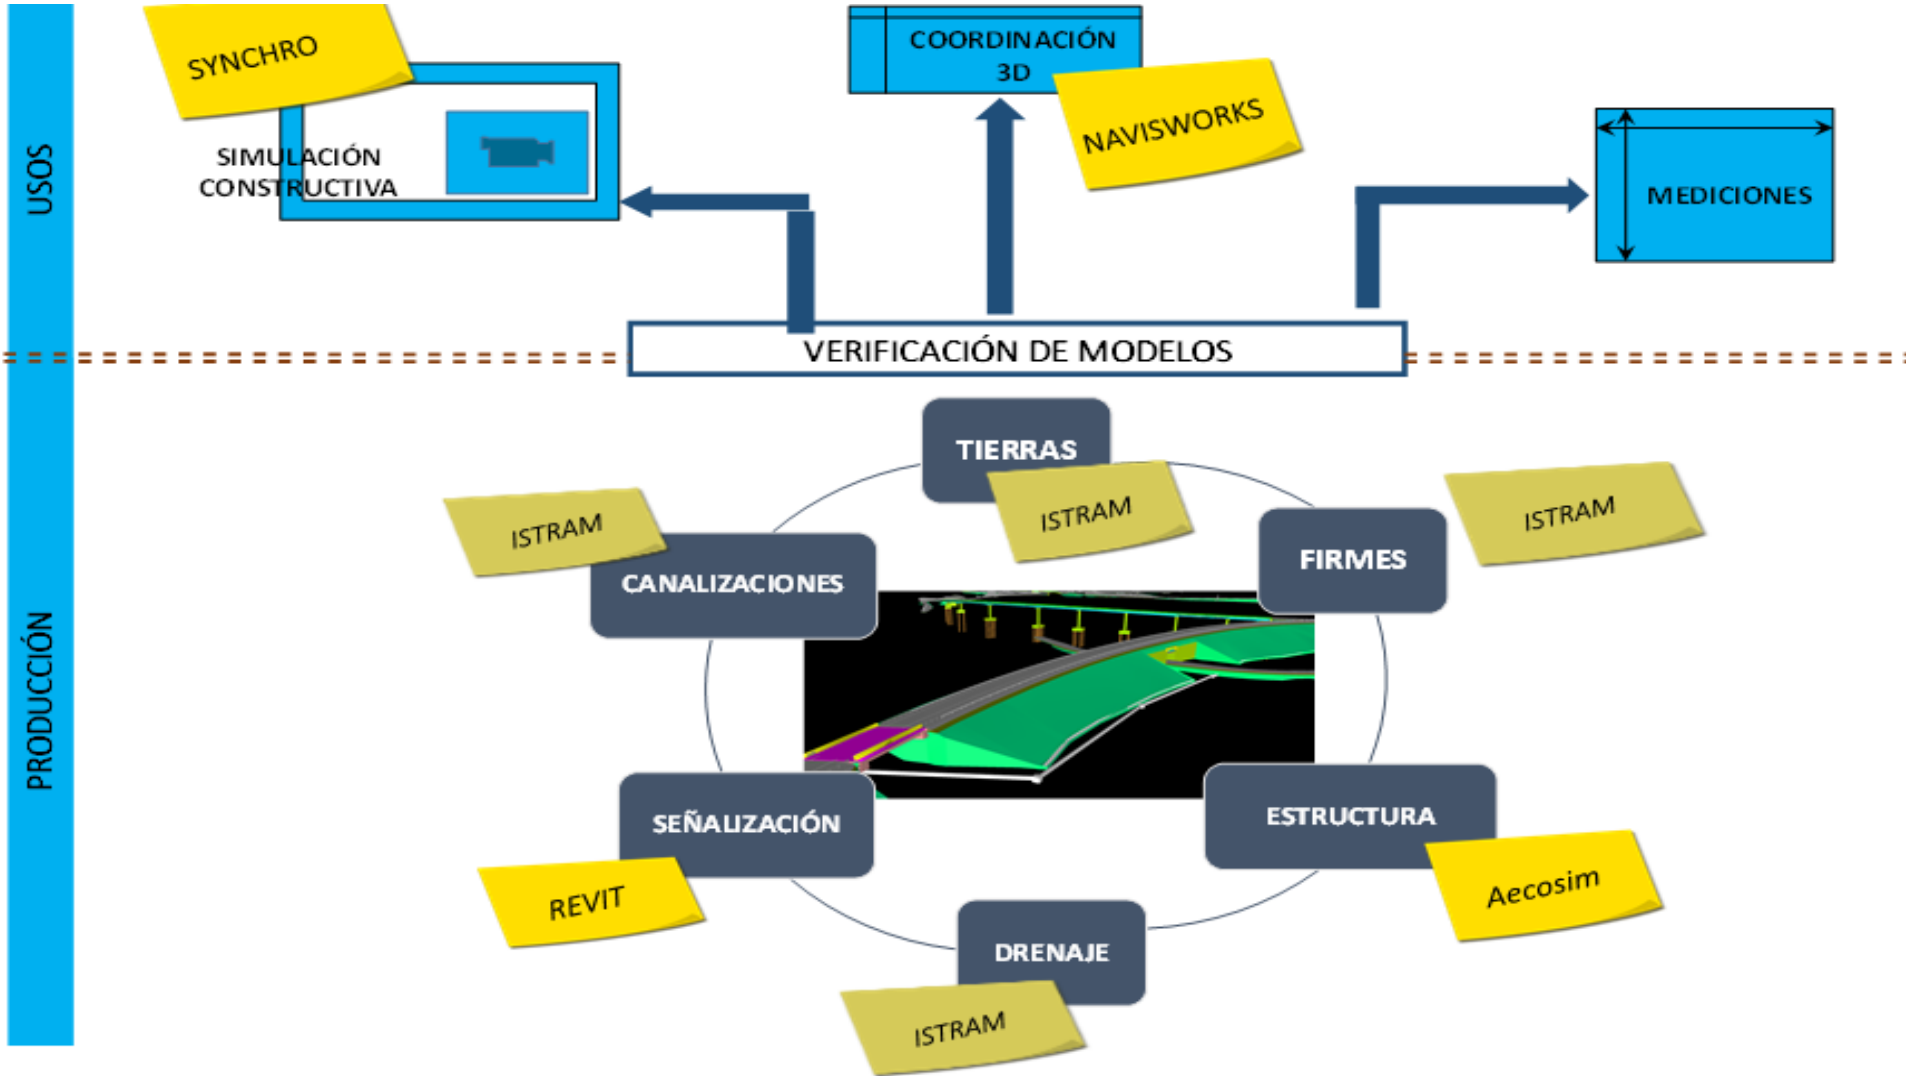 USOS
SYNCHRO
SIMULACIÓN
CONSTRUCTIVA
COORDINACIÓN
3D
NAVISWORKS
MEDICIONES
VERIFICACIÓN DE MODELOS
PRODUCCIÓN
TIERRAS
ISTRAM
FIRMES
ISTRAM
ISTRAM
CANALIZACIONES
SEÑALIZACIÓN
REVIT
ESTRUCTURA
Aecosim
DRENAJE
ISTRAM